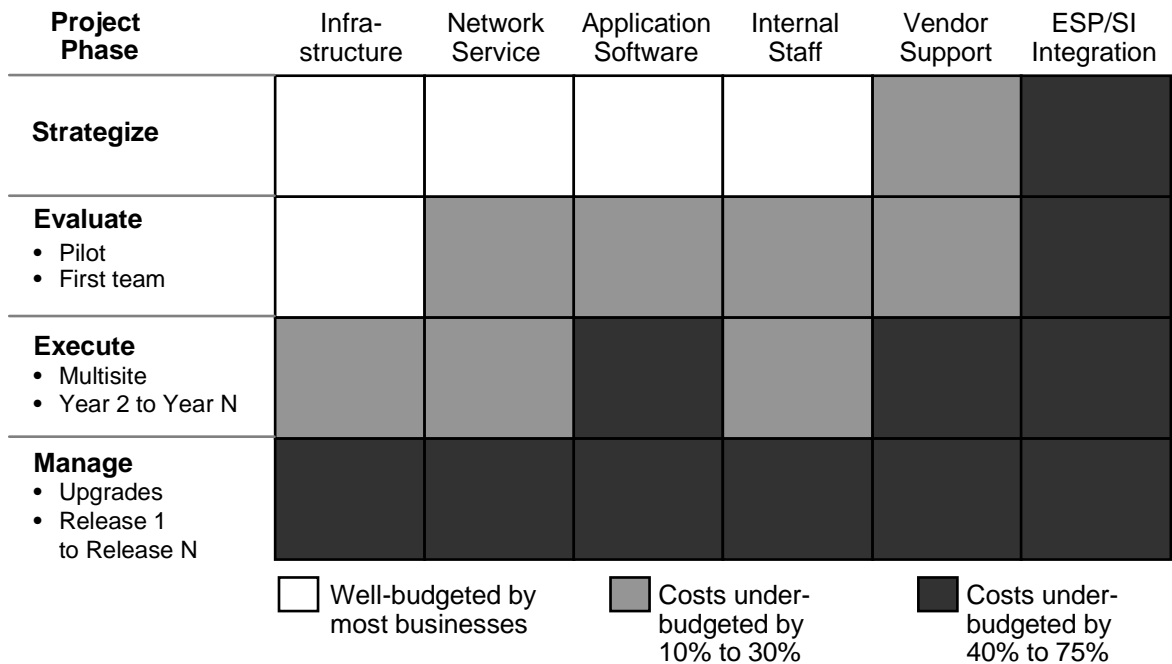 Project
Phase
Infra-
structure
Network
Service
Application
Software
Internal
Staff
Vendor
Support
ESP/SI
Integration
Strategize
Evaluate
• Pilot
• First team
Execute
• Multisite
• Year 2 to Year N
Manage
• Upgrades
• Release 1
to Release N
Well-budgeted by
most businesses
Costs under-
budgeted by
10% to 30%
Costs under-
budgeted by
40% to 75%